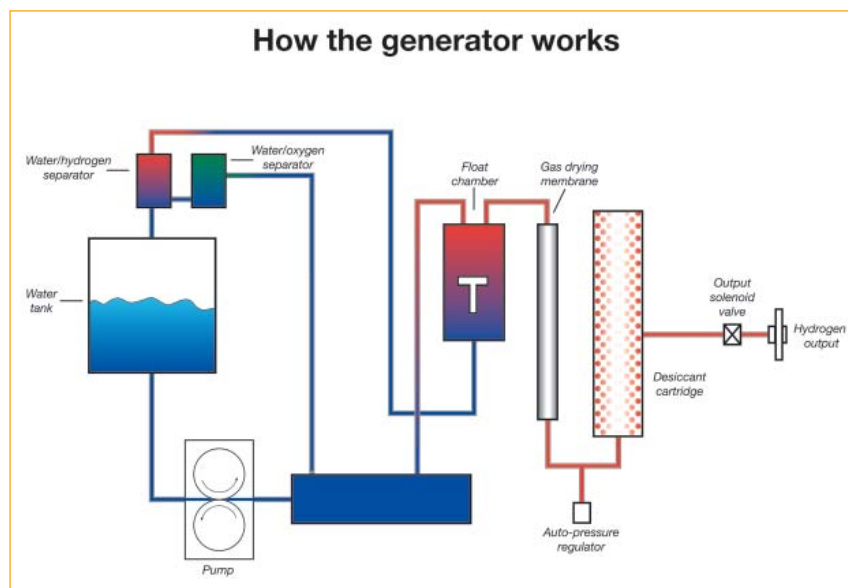 How the generator works
Water/hydrogen
separator
Water/oxygen
separator
Float
chamber
Gas drying
membrane
Water
tank
Output
solenoid
valve
Hydrogen
output
Desiccant
cartridge
Auto-pressure
regulator
Pump